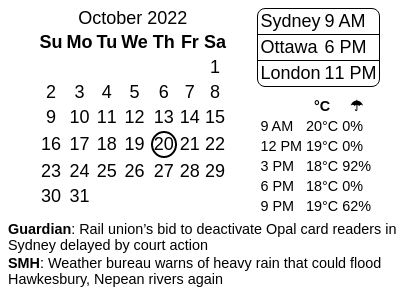 October 2022
Su Mo Tu We Th Fr Sa
1
2 3 4 5 6 7 8
9 10 11 12 13 14 15
16 17 18 19 20 21 22
23 24 25 26 27 28 29
30 31
Sydney 9 AM
Ottawa 6 PM
London 11 PM
°C ☂
9 AM 20°C 0%
12 PM 19°C 0%
3 PM 18°C 92%
6 PM 18°C 0%
9 PM 19°C 62%
Guardian: Rail union's bid to deactivate Opal card readers in
Sydney delayed by court action
SMH: Weather bureau warns of heavy rain that could flood
Hawkesbury, Nepean rivers again